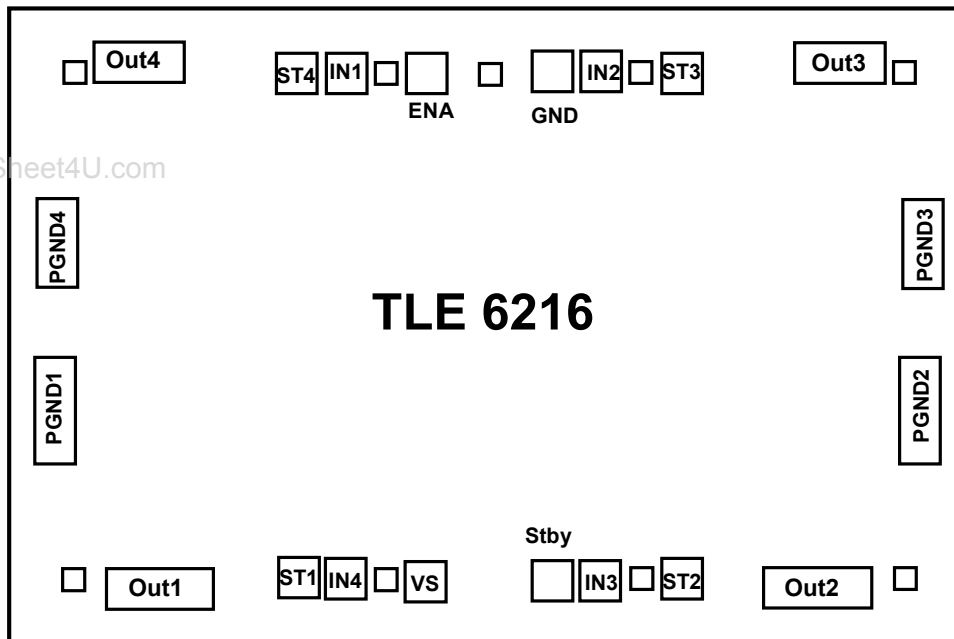 Out4
ST4 IN1
ENA
GND
IN2 ST3
Out3
heet4U.com
PGND4
PGND3
TLE 6216
PGND1
PGND2
Stby
Out1
ST1 IN4 VS
IN3 ST2
Out2